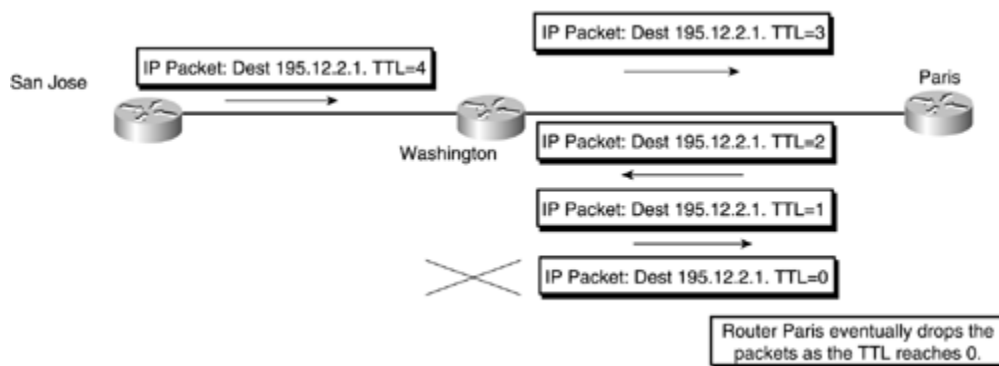 IP Packet: Dest 195.12.2.1. TTL=3
IP Packet: Dest 195.12.2.1. TTL=4
San Jose
Paris
Washington
IP Packet: Dest 195.12.2.1. TTL=2
IP Packet: Dest 195.12.2.1. TTL=1
IP Packet: Dest 195.12.2.1. TTL=0
Router Paris eventually drops the
packets as the TTL reaches 0.